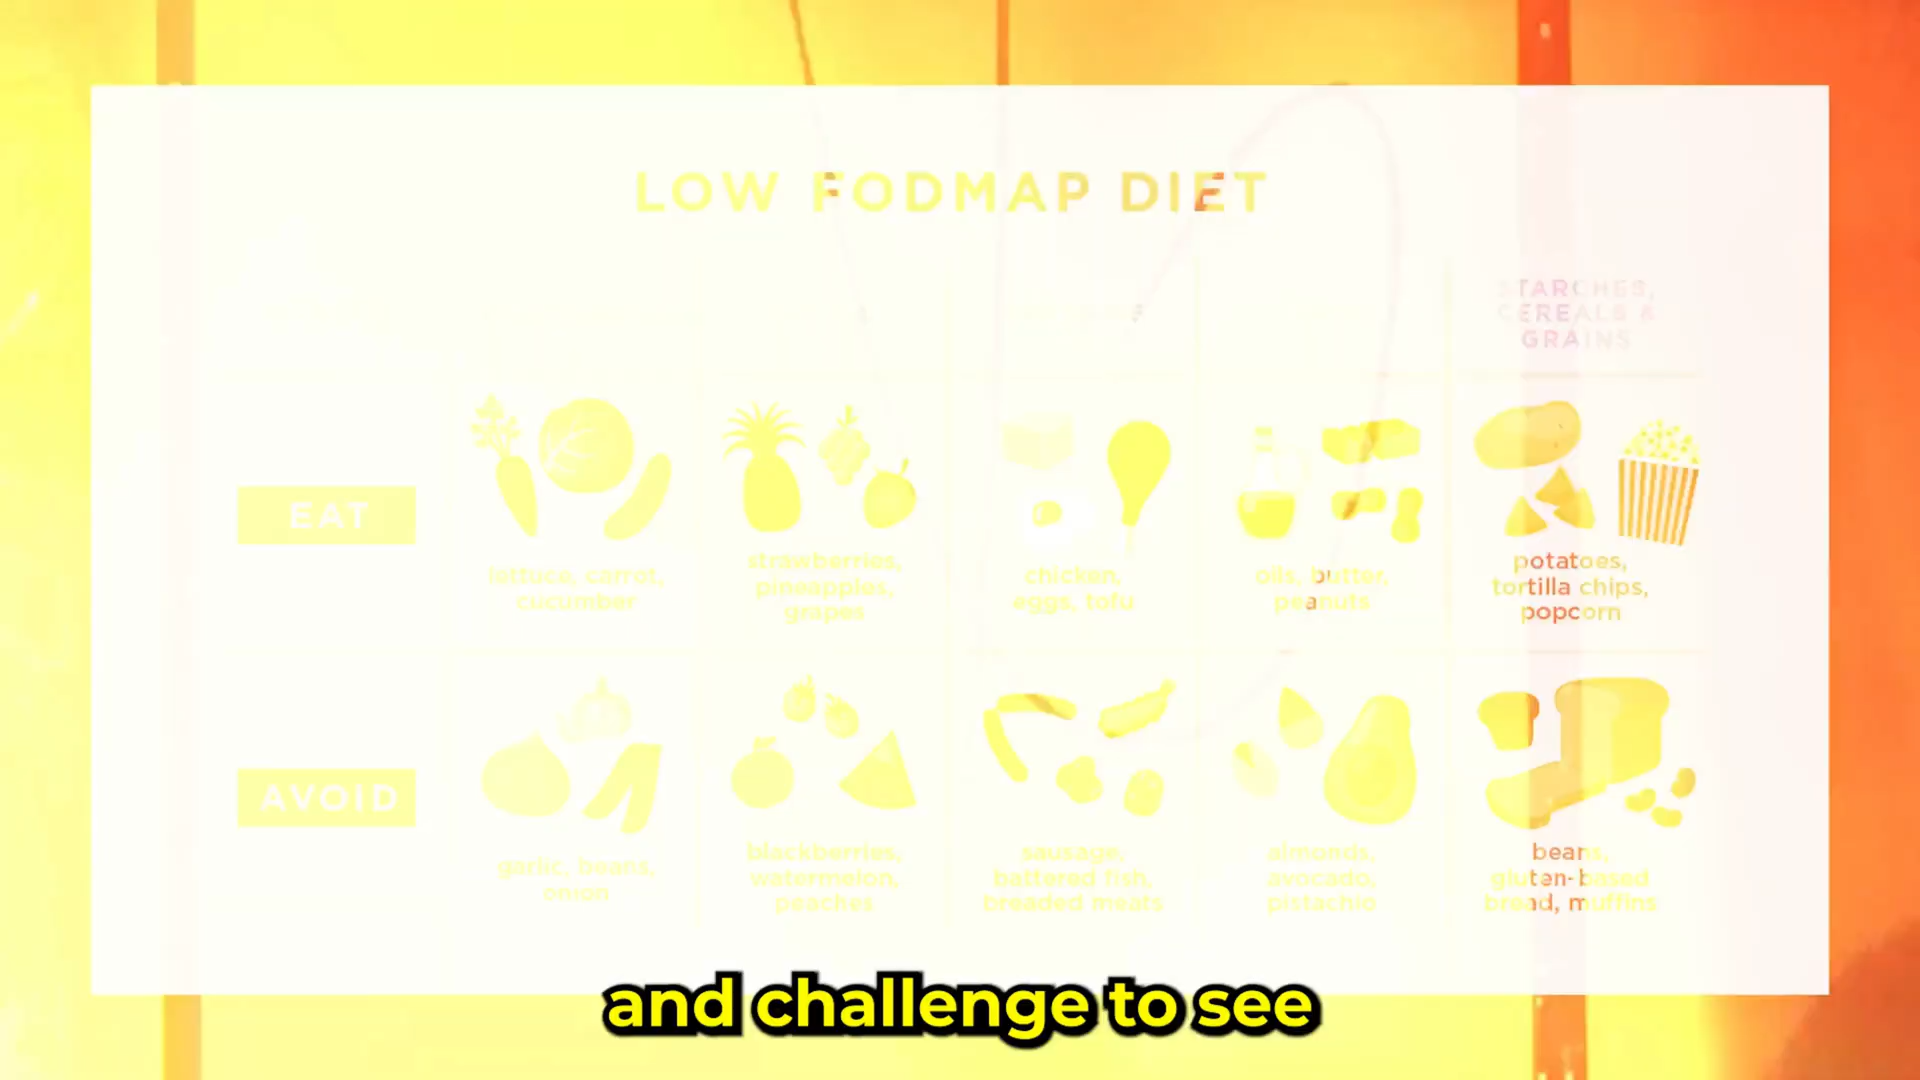 LOW FODMAP DIET
STARCHES,
CEREALS &
GRAINS
EAT
lettuce, carrot,
cucumber
strawberries,
pineapples,
grapes
chicken,
eggs, tofu
oils, butter,
peanuts
potatoes,
tortilla chips,
popcorn
AVOID
garlic, beans,
onion
blackberries,
watermelon,
peaches
sausage,
battered fish,
breaded meats
almonds,
avocado,
pistachio
beans,
gluten-based
bread, muffins
and challenge to see